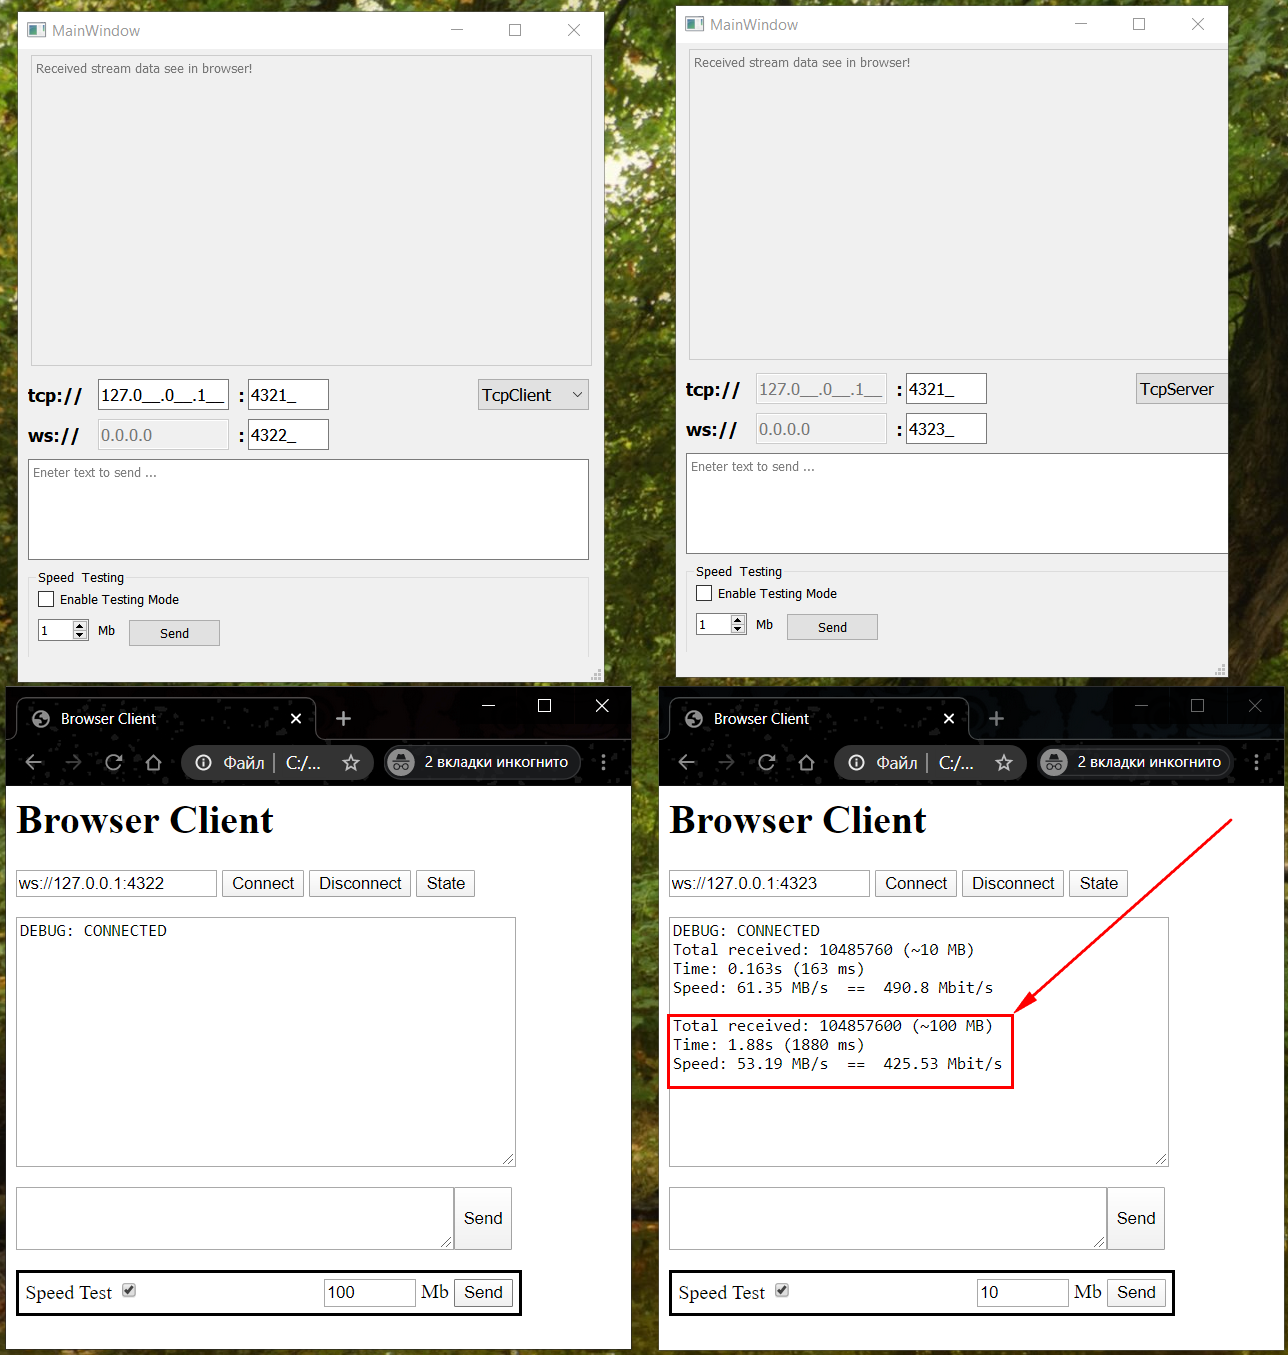 MainWindow
Received stream data see in browser!
tcp:// 127.0__.0__.1__ : 4321_ TcpClient
ws:// 0.0.0.0 : 4322_
Eneter text to send ...
Speed Testing
Enable Testing Mode
1 Mb Send
MainWindow
Received stream data see in browser!
tcp:// 127.0__.0__.1__ : 4321_ TcpServer
ws:// 0.0.0.0 : 4323_
Eneter text to send ...
Speed Testing
Enable Testing Mode
1 Mb Send
Browser Client
Файл C:/... 2 вкладки инкогнито
Browser Client
ws://127.0.0.1:4322 Connect Disconnect State
DEBUG: CONNECTED
Send
Speed Test 100 Mb Send
Browser Client
Файл C:/... 2 вкладки инкогнито
Browser Client
ws://127.0.0.1:4323 Connect Disconnect State
DEBUG: CONNECTED
Total received: 10485760 (~10 MB)
Time: 0.163s (163 ms)
Speed: 61.35 MB/s == 490.8 Mbit/s
Total received: 104857600 (~100 MB)
Time: 1.88s (1880 ms)
Speed: 53.19 MB/s == 425.53 Mbit/s
Send
Speed Test 10 Mb Send